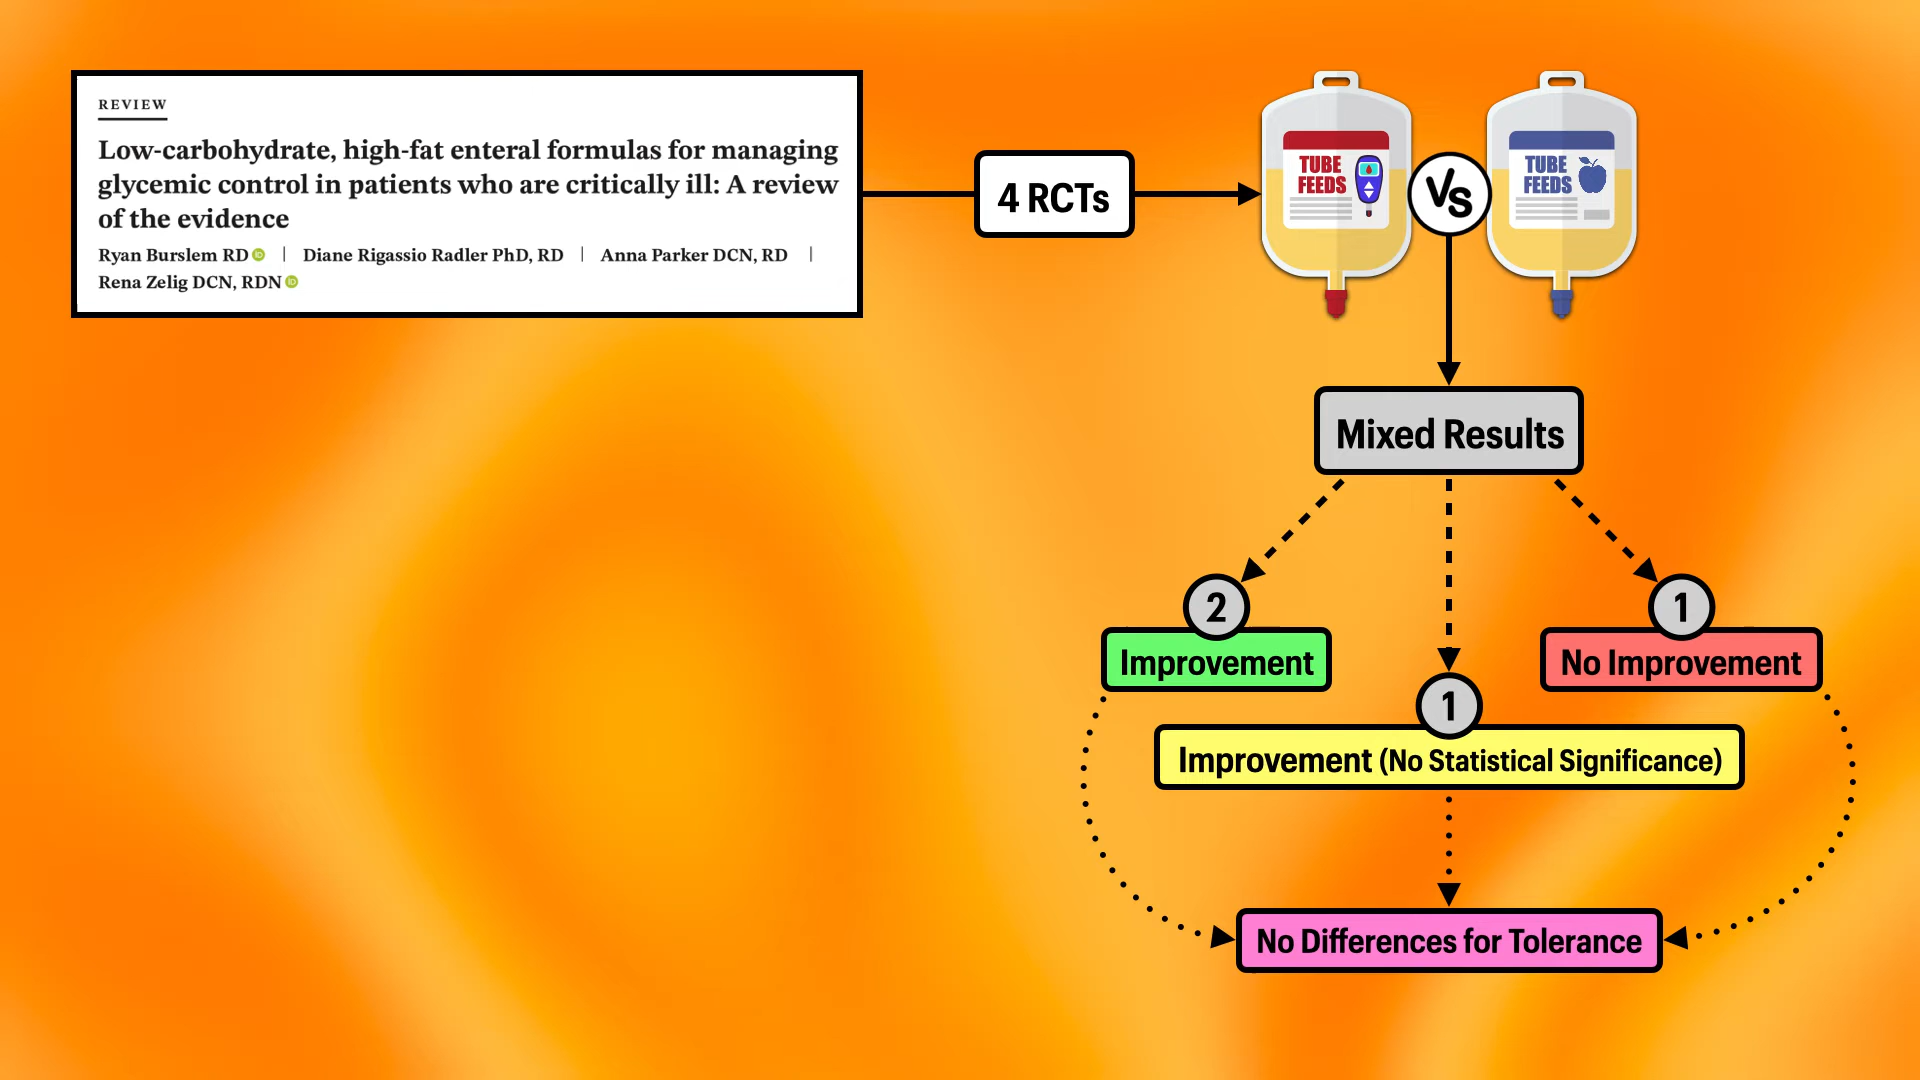 REVIEW
Low-carbohydrate, high-fat enteral formulas for managing
glycemic control in patients who are critically ill: A review
of the evidence
Ryan Burslem RD | Diane Rigassio Radler PhD, RD | Anna Parker DCN, RD |
Rena Zelig DCN, RDN
4 RCTs
TUBE
FEEDS
VS
TUBE
FEEDS
Mixed Results
2
Improvement
1
No Improvement
1
Improvement (No Statistical Significance)
No Differences for Tolerance